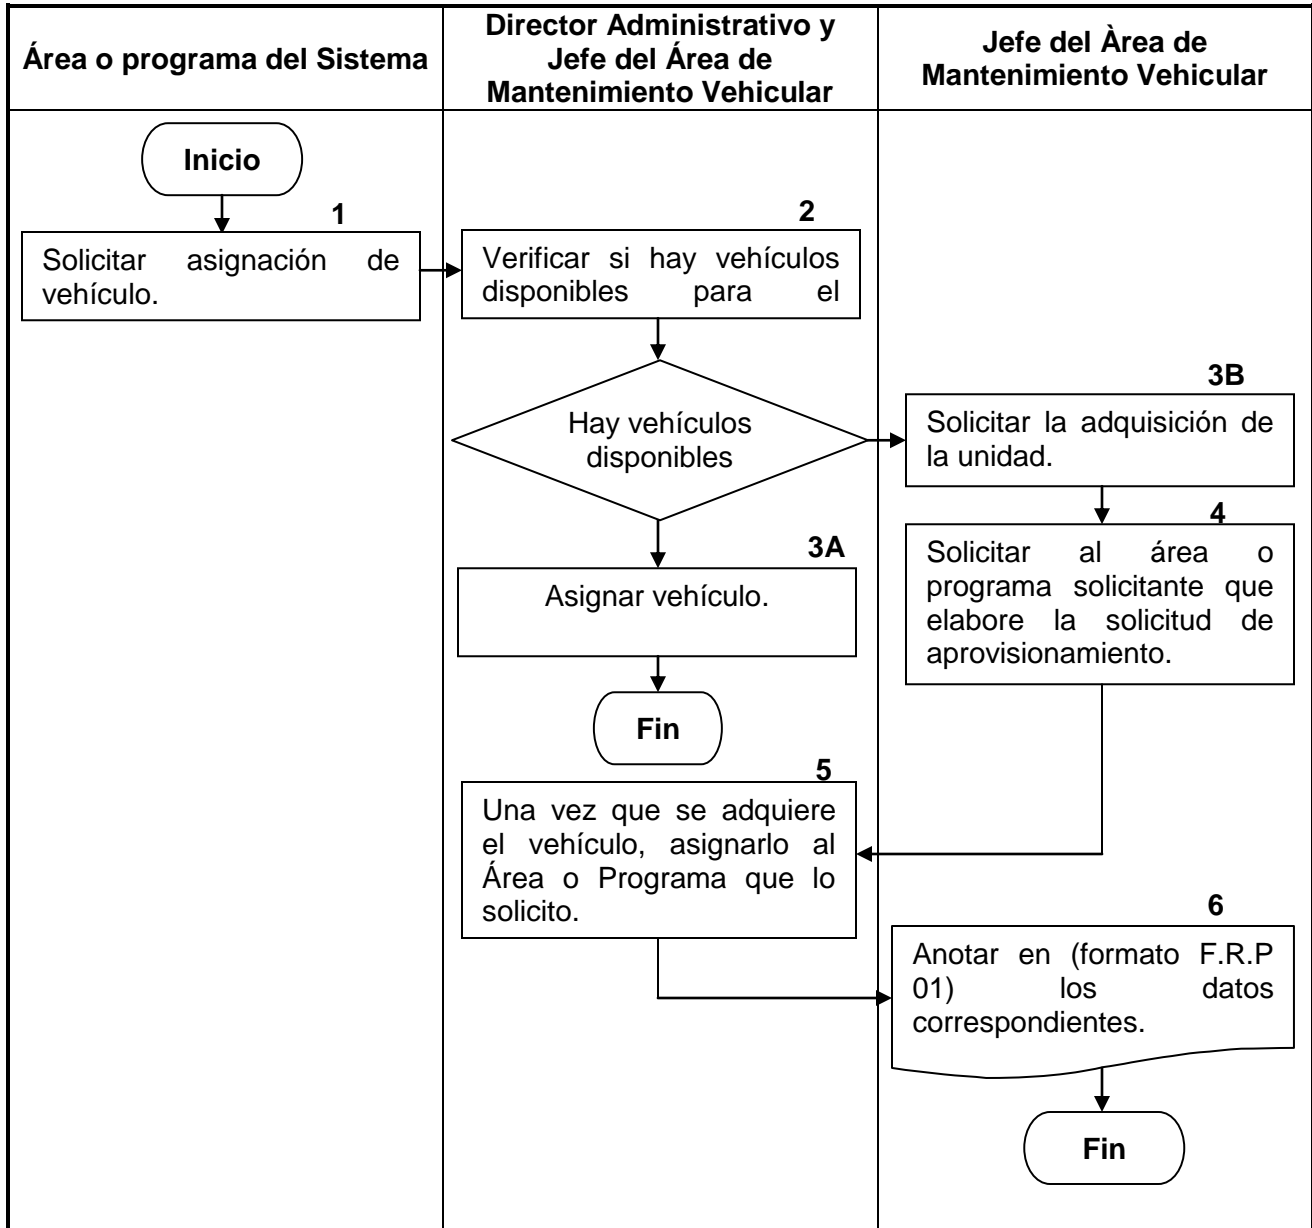 Área o programa del Sistema
Director Administrativo y
Jefe del Área de
Mantenimiento Vehicular
Jefe del Àrea de
Mantenimiento Vehicular
Inicio
1
Solicitar asignación de
vehículo.
2
Verificar si hay vehículos
disponibles para el
Hay vehículos
disponibles
3B
Solicitar la adquisición de
la unidad.
3A
Asignar vehículo.
4
Solicitar al área o
programa solicitante que
elabore la solicitud de
aprovisionamiento.
Fin
5
Una vez que se adquiere
el vehículo, asignarlo al
Área o Programa que lo
solicito.
6
Anotar en (formato F.R.P
01) los datos
correspondientes.
Fin